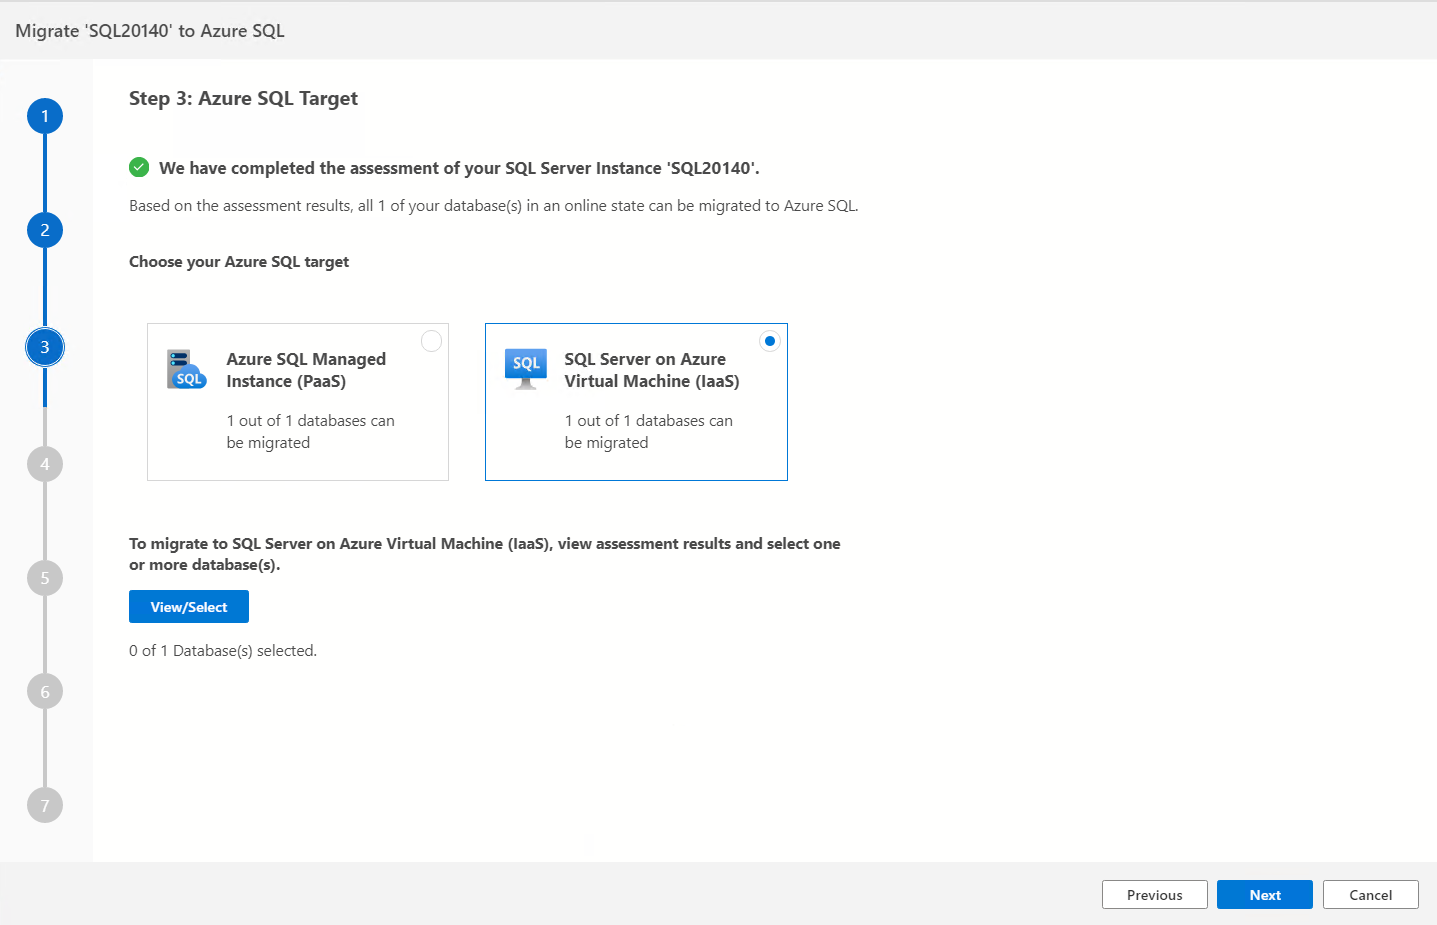 Migrate 'SQL20140' to Azure SQL
1
2
3
4
5
6
7
Step 3: Azure SQL Target
We have completed the assessment of your SQL Server Instance 'SQL20140'.
Based on the assessment results, all 1 of your database(s) in an online state can be migrated to Azure SQL.
Choose your Azure SQL target
SQL
Azure SQL Managed
Instance (PaaS)
1 out of 1 databases can
be migrated
SQL
SQL Server on Azure
Virtual Machine (IaaS)
1 out of 1 databases can
be migrated
To migrate to SQL Server on Azure Virtual Machine (IaaS), view assessment results and select one
or more database(s).
View/Select
0 of 1 Database(s) selected.
Previous
Next
Cancel